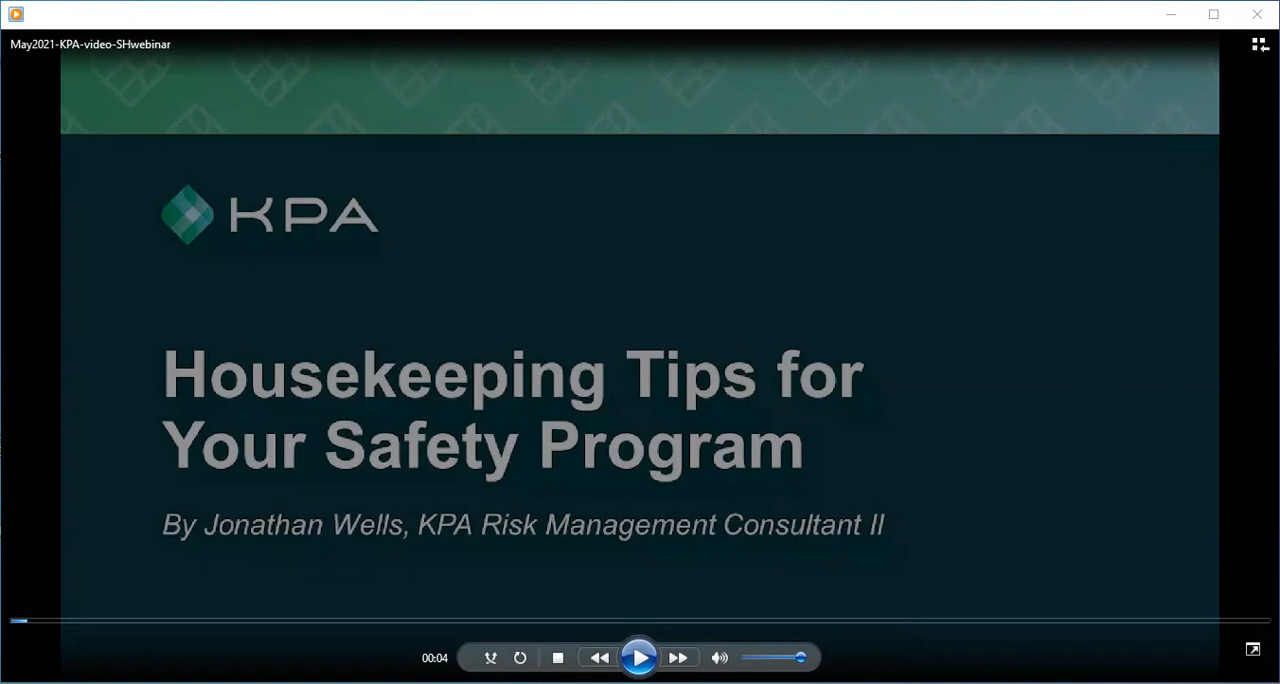 May2021-KPA-video-SHwebinar
KPA
Housekeeping Tips for
Your Safety Program
By Jonathan Wells, KPA Risk Management Consultant II
00:04